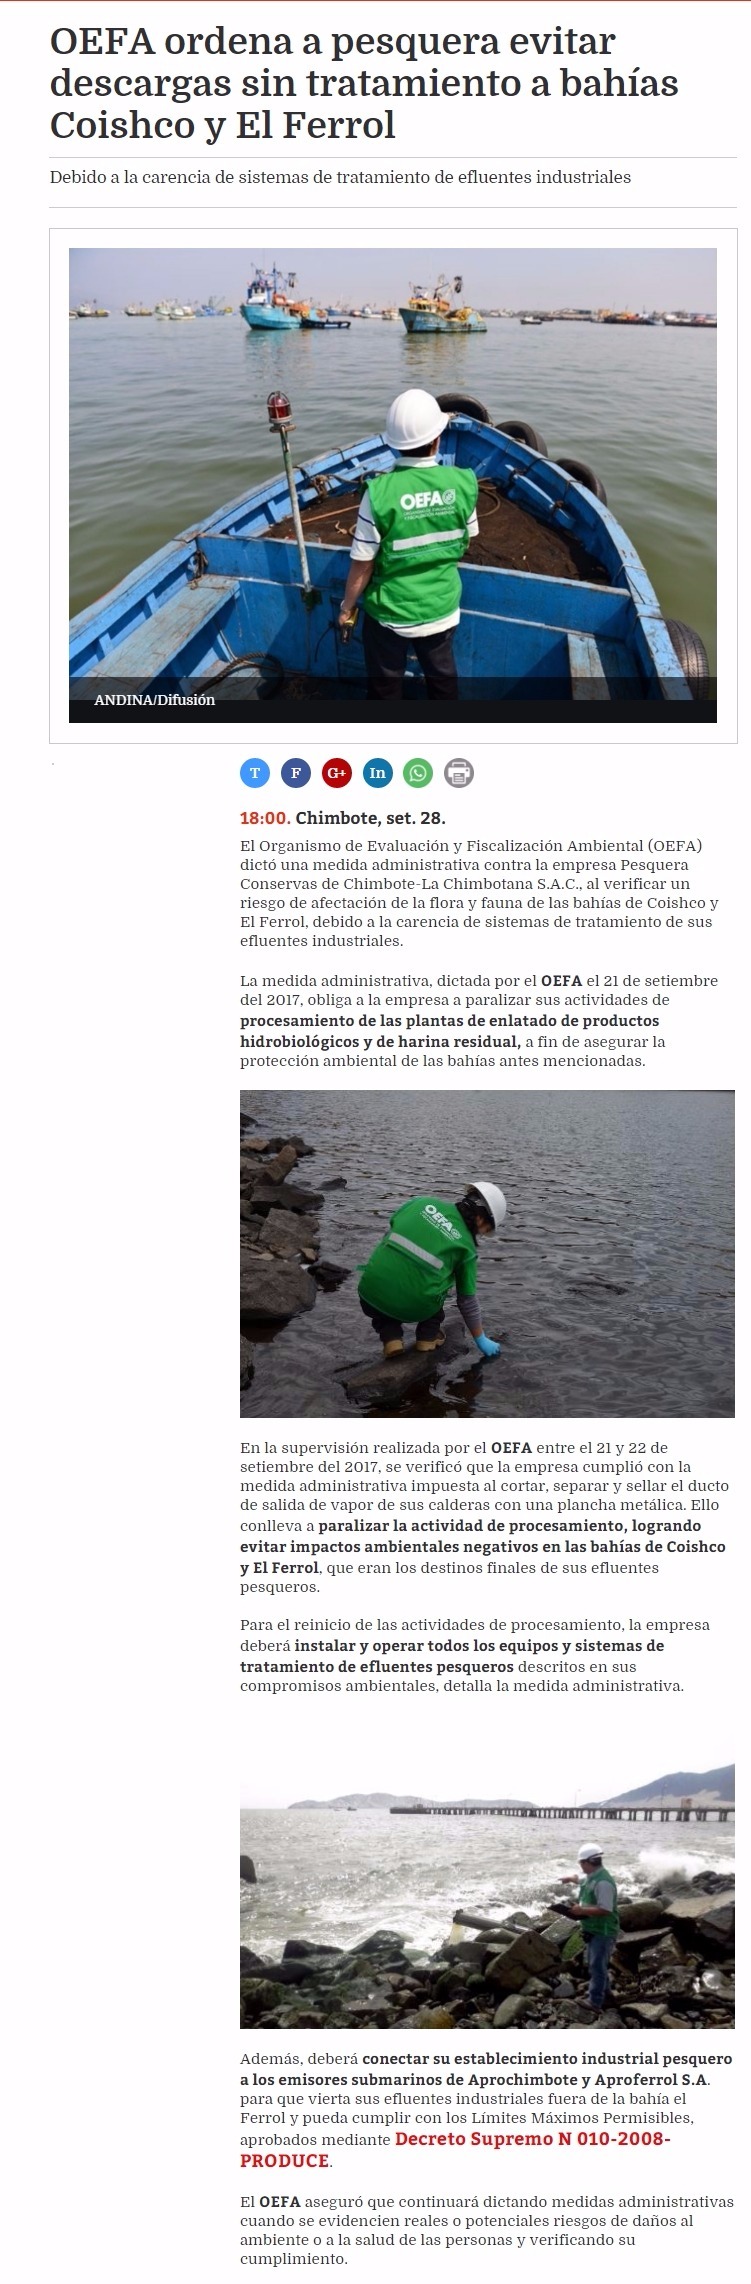 OEFA ordena a pesquera evitar
descargas sin tratamiento a bahías
Coishco y El Ferrol
Debido a la carencia de sistemas de tratamiento de efluentes industriales
OEFA
ANDINA/Difusión
T F G+ In
18:00. Chimbote, set. 28.
El Organismo de Evaluación y Fiscalización Ambiental (OEFA)
dictó una medida administrativa contra la empresa Pesquera
Conservas de Chimbote-La Chimbotana S.A.C., al verificar un
riesgo de afectación de la flora y fauna de las bahías de Coishco y
El Ferrol, debido a la carencia de sistemas de tratamiento de sus
efluentes industriales.
La medida administrativa, dictada por el OEFA el 21 de setiembre
del 2017, obliga a la empresa a paralizar sus actividades de
procesamiento de las plantas de enlatado de productos
hidrobiológicos y de harina residual, a fin de asegurar la
protección ambiental de las bahías antes mencionadas.
OEFA
En la supervisión realizada por el OEFA entre el 21 y 22 de
setiembre del 2017, se verificó que la empresa cumplió con la
medida administrativa impuesta al cortar, separar y sellar el ducto
de salida de vapor de sus calderas con una plancha metálica. Ello
conlleva a paralizar la actividad de procesamiento, logrando
evitar impactos ambientales negativos en las bahías de Coishco
y El Ferrol, que eran los destinos finales de sus efluentes
pesqueros.
Para el reinicio de las actividades de procesamiento, la empresa
deberá instalar y operar todos los equipos y sistemas de
tratamiento de efluentes pesqueros descritos en sus
compromisos ambientales, detalla la medida administrativa.
Además, deberá conectar su establecimiento industrial pesquero
a los emisores submarinos de Aprochimbote y Aproferrol S.A.
para que vierta sus efluentes industriales fuera de la bahía el
Ferrol y pueda cumplir con los Límites Máximos Permisibles,
aprobados mediante Decreto Supremo N 010-2008-
PRODUCE.
El OEFA aseguró que continuará dictando medidas administrativas
cuando se evidencien reales o potenciales riesgos de daños al
ambiente o a la salud de las personas y verificando su
cumplimiento.